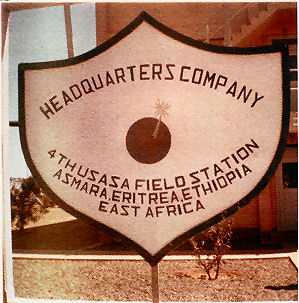 HEADQUARTERS COMPANY
4TH USASA FIELD STATION
ASMARA, ERITREA, ETHIOPIA
EAST AFRICA